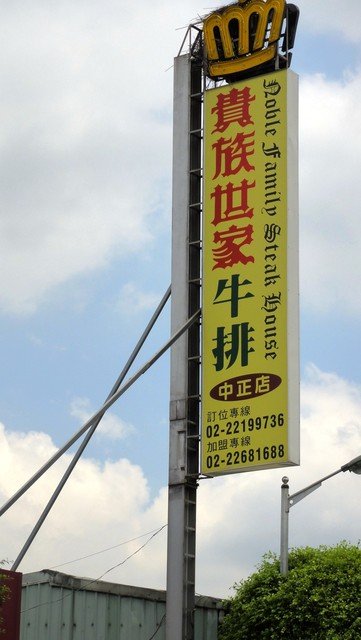 貴族世家牛排
Noble Family Steak House
中正店
訂位專線
02-22199736
加盟專線
02-22681688